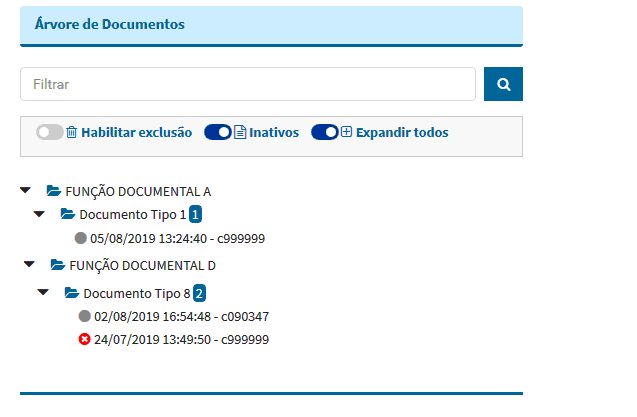 Árvore de Documentos
Filtrar
Habilitar exclusão Inativos Expandir todos
FUNÇÃO DOCUMENTAL A
Documento Tipo 1 1
05/08/2019 13:24:40 - c999999
FUNÇÃO DOCUMENTAL D
Documento Tipo 8 2
02/08/2019 16:54:48 - c090347
24/07/2019 13:49:50 - c999999